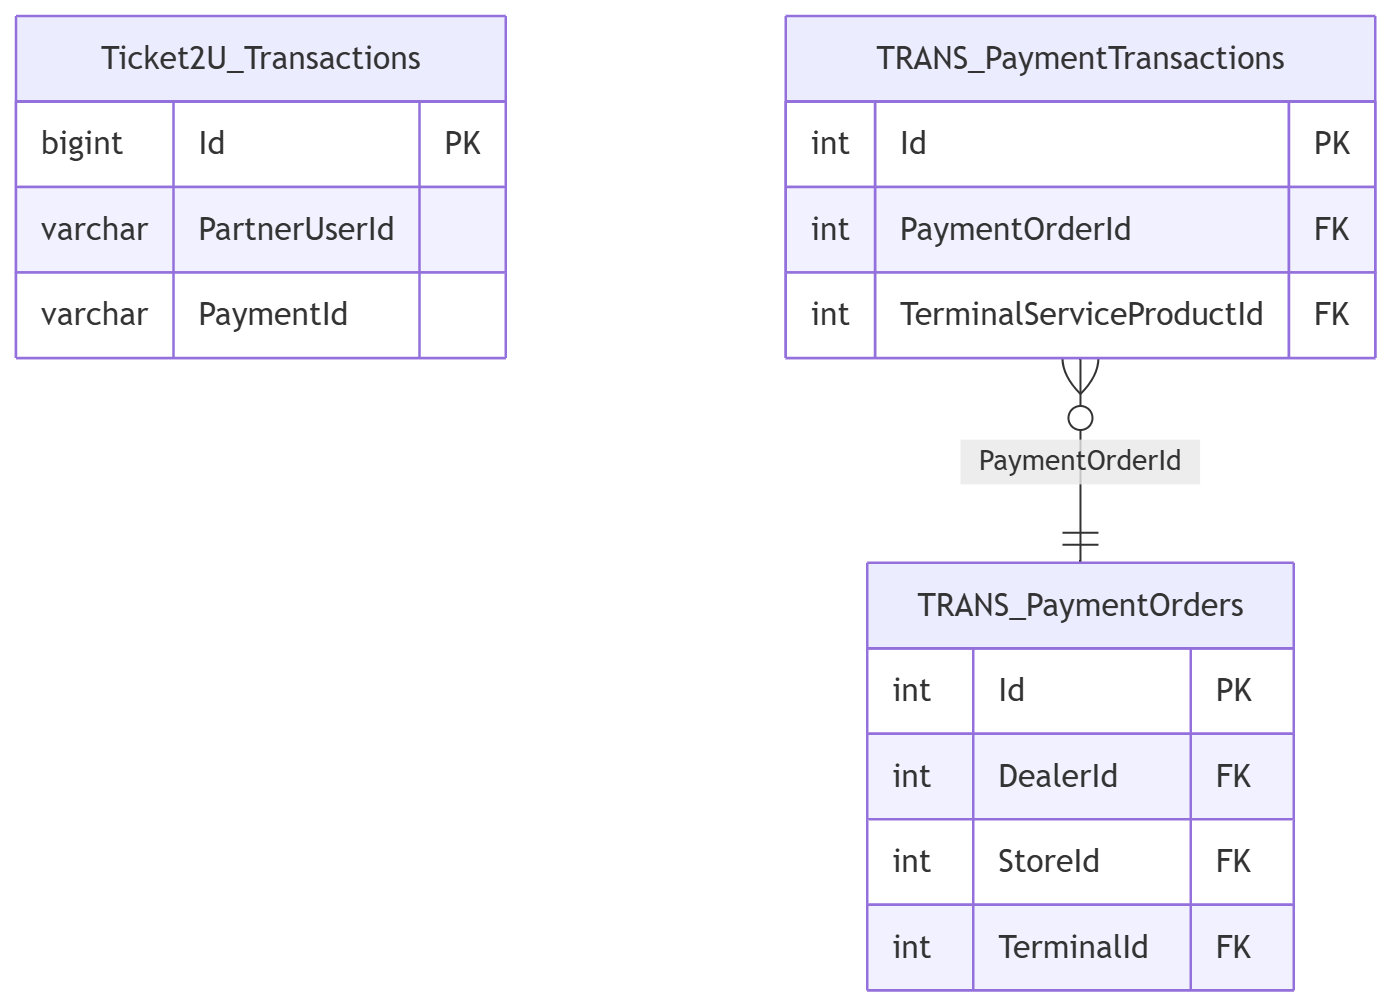 Ticket2U_Transactions
bigint Id PK
varchar PartnerUserId
varchar PaymentId
TRANS_PaymentTransactions
int Id PK
int PaymentOrderId FK
int TerminalServiceProductId FK
PaymentOrderId
TRANS_PaymentOrders
int Id PK
int DealerId FK
int StoreId FK
int TerminalId FK